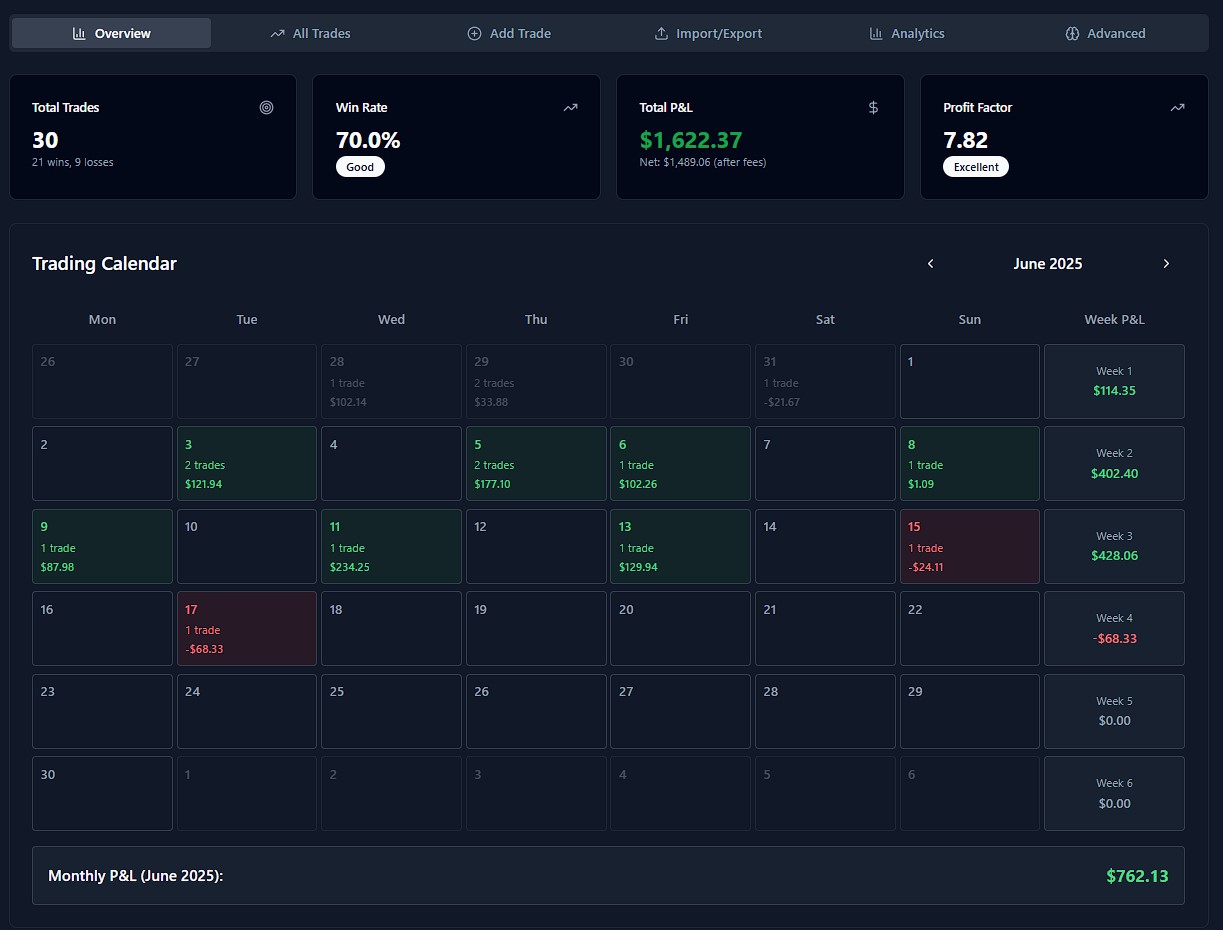 Overview
All Trades
Add Trade
Import/Export
Analytics
Advanced
Total Trades
30
21 wins, 9 losses
Win Rate
70.0%
Good
Total P&L
$1,622.37
Net: $1,489.06 (after fees)
Profit Factor
7.82
Excellent
Trading Calendar
June 2025
Mon Tue Wed Thu Fri Sat Sun Week P&L
26
27
28
1 trade
$102.14
29
2 trades
$33.88
30
31
1 trade
-$21.67
1
Week 1
$114.35
2
3
2 trades
$121.94
4
5
2 trades
$177.10
6
1 trade
$102.26
7
8
1 trade
$1.09
Week 2
$402.40
9
1 trade
$87.98
10
11
1 trade
$234.25
12
13
1 trade
$129.94
14
15
1 trade
-$24.11
Week 3
$428.06
16
17
1 trade
-$68.33
18
19
20
21
22
Week 4
-$68.33
23
24
25
26
27
28
29
Week 5
$0.00
30
1
2
3
4
5
6
Week 6
$0.00
Monthly P&L (June 2025):
$762.13